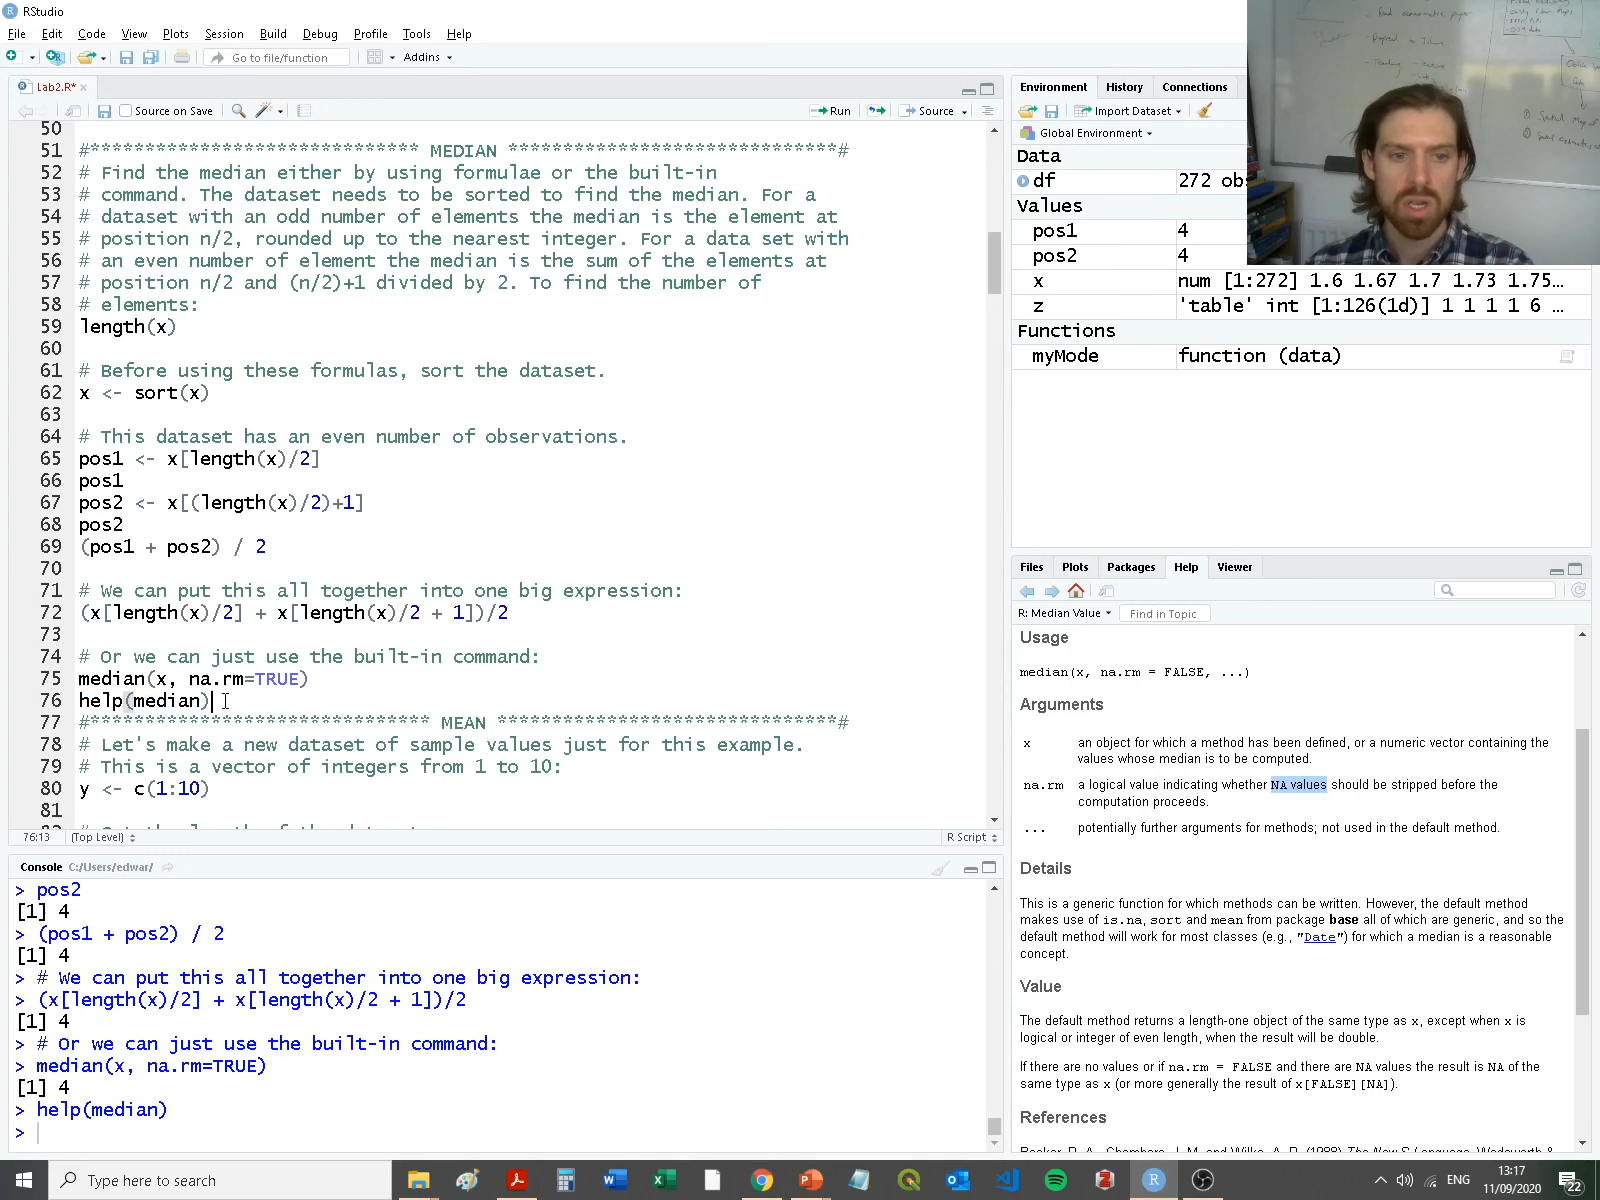 RStudio
File Edit Code View Plots Session Build Debug Profile Tools Help
Go to file/function Addins
Lab2.R*
Source on Save Run Source
50
51 #****************************** MEDIAN ******************************#
52 # Find the median either by using formulae or the built-in
53 # command. The dataset needs to be sorted to find the median. For a
54 # dataset with an odd number of elements the median is the element at
55 # position n/2, rounded up to the nearest integer. For a data set with
56 # an even number of element the median is the sum of the elements at
57 # position n/2 and (n/2)+1 divided by 2. To find the number of
58 # elements:
59 length(x)
60
61 # Before using these formulas, sort the dataset.
62 x <- sort(x)
63
64 # This dataset has an even number of observations.
65 pos1 <- x[length(x)/2]
66 pos1
67 pos2 <- x[(length(x)/2)+1]
68 pos2
69 (pos1 + pos2) / 2
70
71 # We can put this all together into one big expression:
72 (x[length(x)/2] + x[length(x)/2 + 1])/2
73
74 # Or we can just use the built-in command:
75 median(x, na.rm=TRUE)
76 help(median)
77 #******************************* MEAN *******************************#
78 # Let's make a new dataset of sample values just for this example.
79 # This is a vector of integers from 1 to 10:
80 y <- c(1:10)
81
76:13 (Top Level) R Script
Console C:/Users/edwar/
> pos2
[1] 4
> (pos1 + pos2) / 2
[1] 4
> # We can put this all together into one big expression:
> (x[length(x)/2] + x[length(x)/2 + 1])/2
[1] 4
> # Or we can just use the built-in command:
> median(x, na.rm=TRUE)
[1] 4
> help(median)
>
Environment History Connections
Import Dataset
Global Environment
Data
df 272 obs
Values
pos1 4
pos2 4
x num [1:272] 1.6 1.67 1.7 1.73 1.75...
z 'table' int [1:126(1d)] 1 1 1 1 6 ...
Functions
myMode function (data)
Files Plots Packages Help Viewer
R: Median Value Find in Topic
Usage
median(x, na.rm = FALSE, ...)
Arguments
x an object for which a method has been defined, or a numeric vector containing the
values whose median is to be computed.
na.rm a logical value indicating whether NA values should be stripped before the
computation proceeds.
... potentially further arguments for methods; not used in the default method.
Details
This is a generic function for which methods can be written. However, the default method
makes use of is.na, sort and mean from package base all of which are generic, and so the
default method will work for most classes (e.g., "Date") for which a median is a reasonable
concept.
Value
The default method returns a length-one object of the same type as x, except when x is
logical or integer of even length, when the result will be double.
If there are no values or if na.rm = FALSE and there are NA values the result is NA of the
same type as x (or more generally the result of x[FALSE][NA]).
References
Type here to search
ENG
13:17
11/09/2020
22